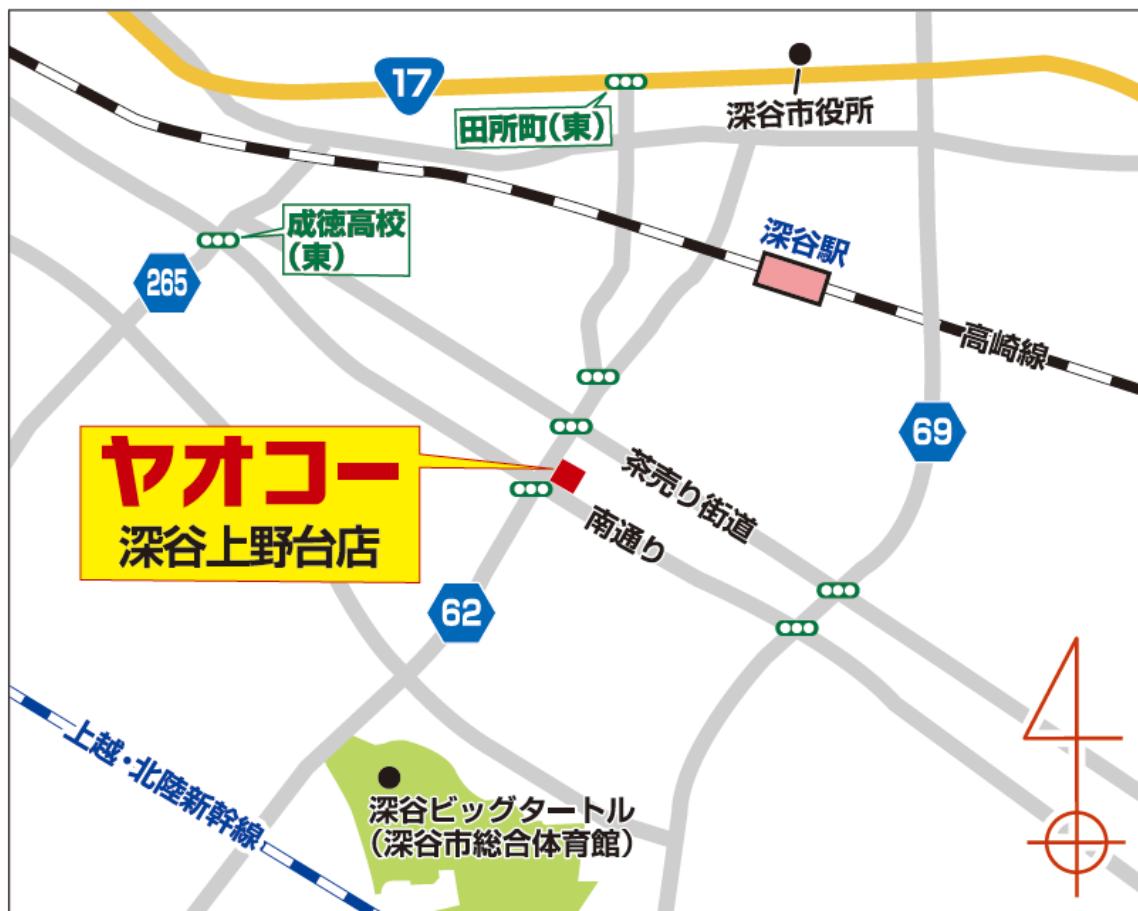 17
田所町(東)
深谷市役所
成徳高校
(東)
深谷駅
265
高崎線
69
ヤオコー
深谷上野台店
茶売り街道
南通り
62
上越・北陸新幹線
深谷ビッグタートル
(深谷市総合体育館)